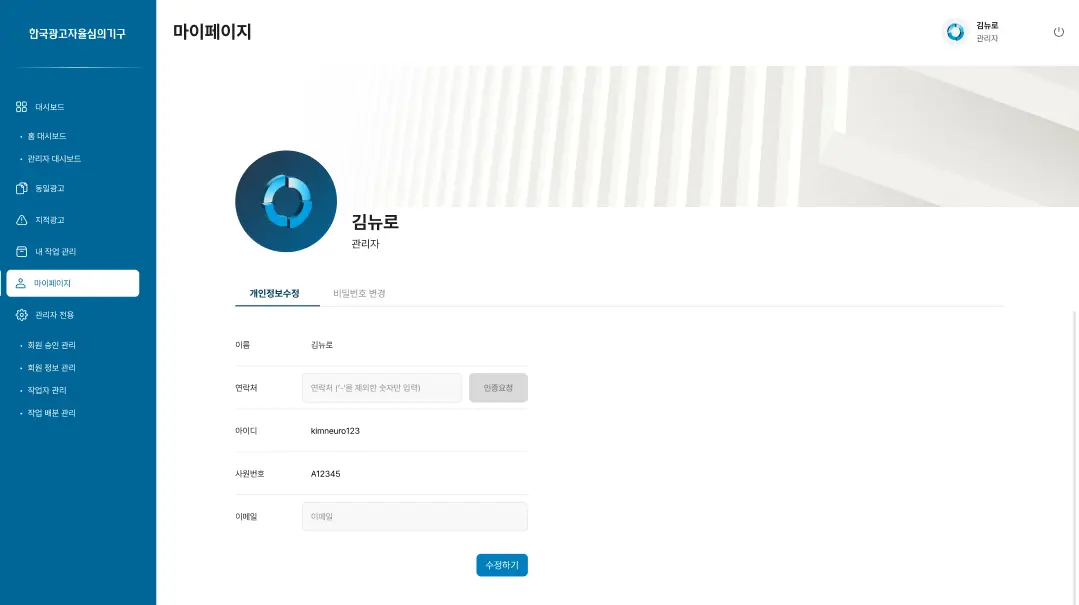 한국광고자율심의기구
마이페이지
김뉴로
관리자
대시보드
· 홈 대시보드
· 관리자 대시보드
동일광고
지적광고
내 작업 관리
마이페이지
관리자 전용
· 회원 승인 관리
· 회원 정보 관리
· 작업자 관리
· 작업 배분 관리
김뉴로
관리자
개인정보수정 비밀번호 변경
이름 김뉴로
연락처 연락처 ('-'을 제외한 숫자만 입력) 인증요청
아이디 kimneuro123
사원번호 A12345
이메일 이메일
수정하기